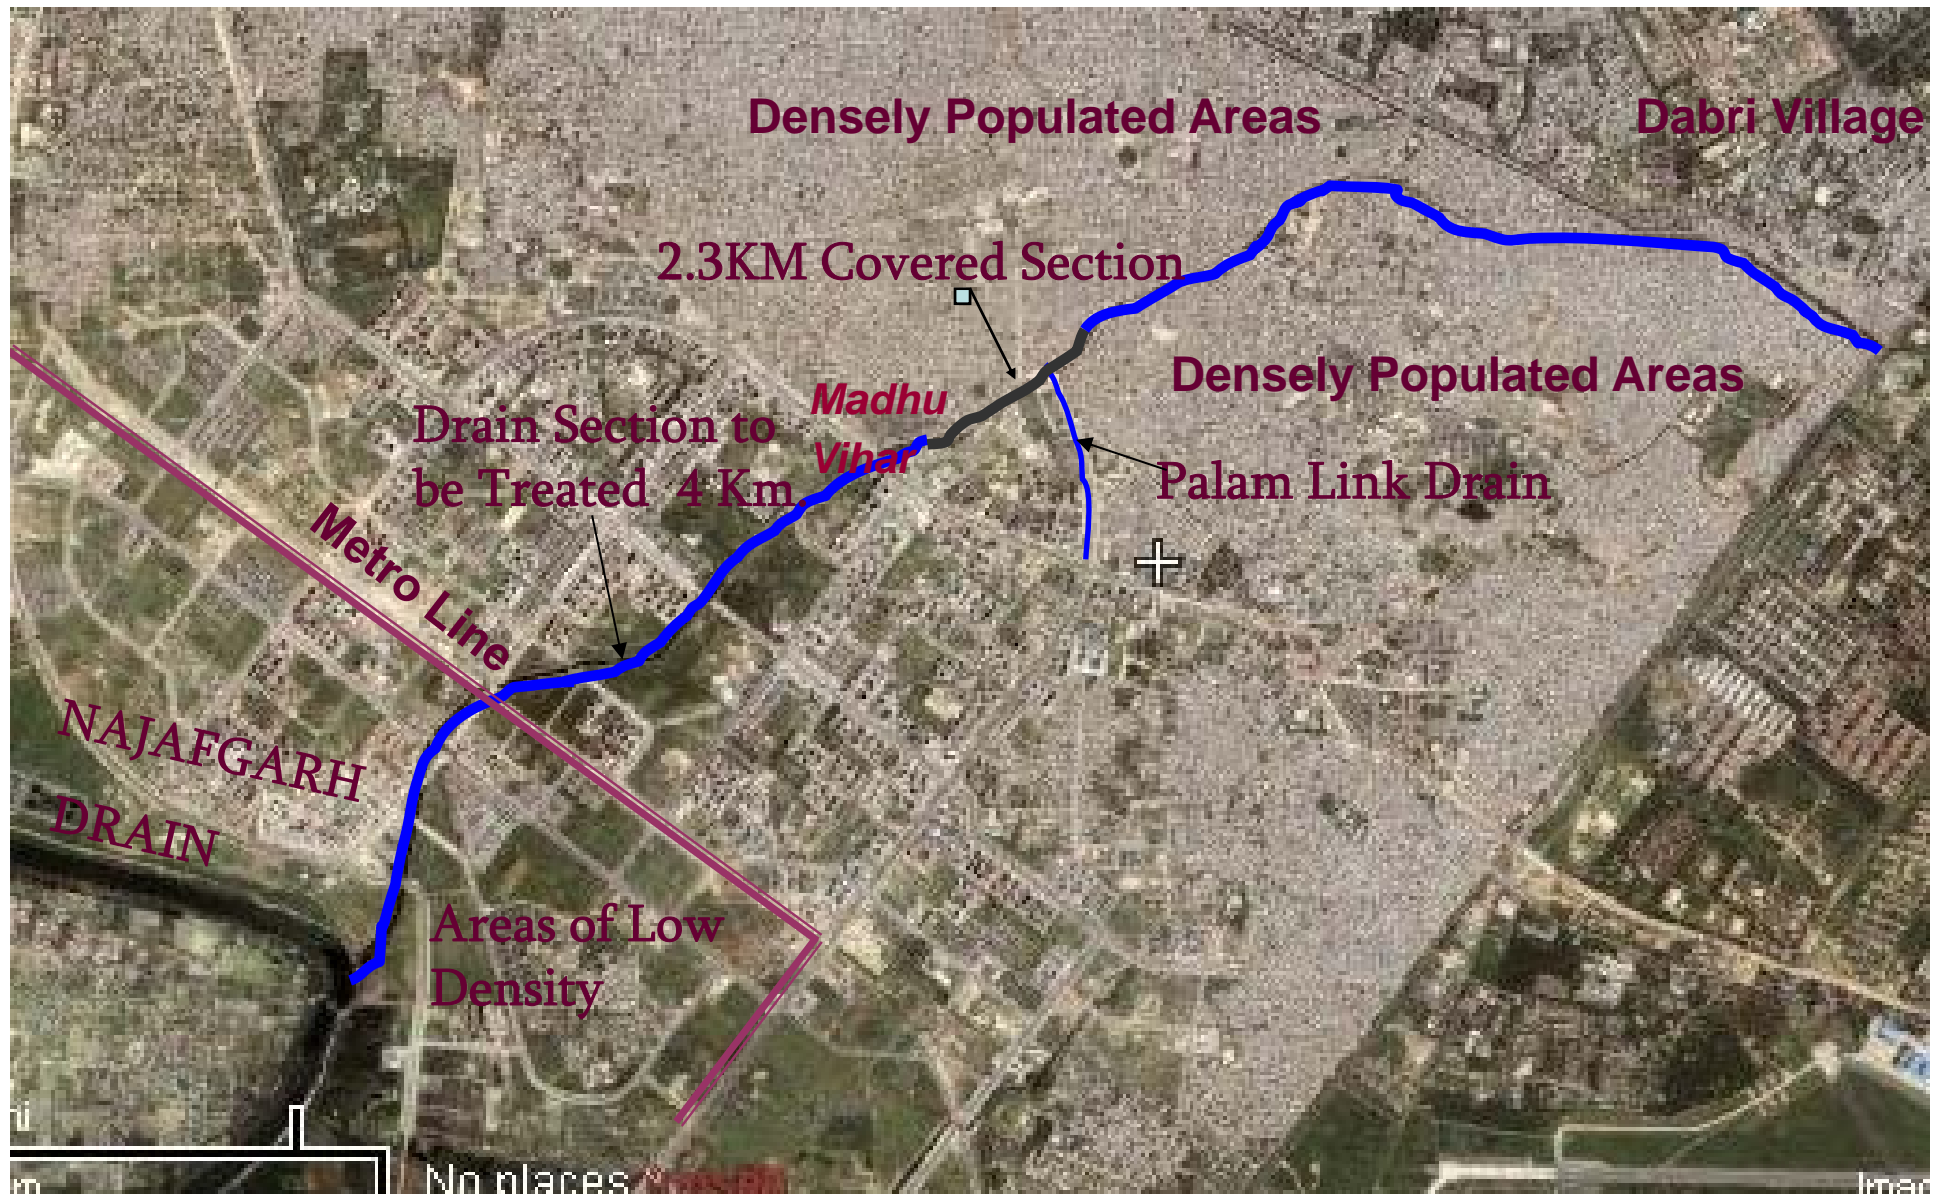 Densely Populated Areas
Dabri Village
2.3KM Covered Section
Densely Populated Areas
Madhu
Vihar
Drain Section to
be Treated 4 Km.
Palam Link Drain
Metro Line
NAJAFGARH
DRAIN
Areas of Low
Density
No places